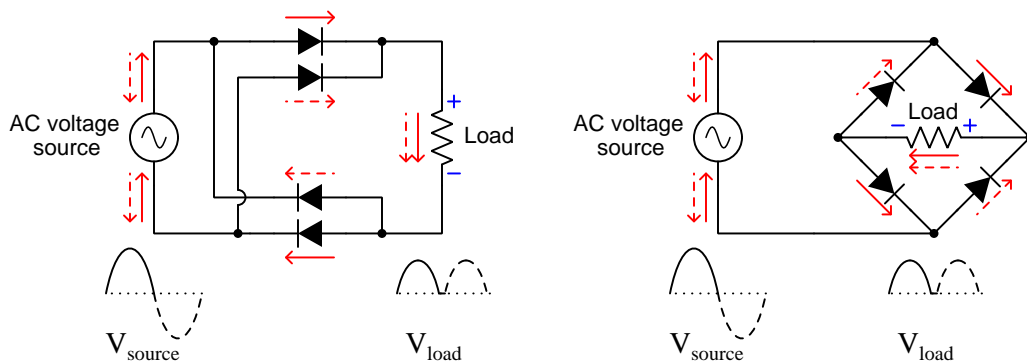 AC voltage
source
+
Load
−
V_source
V_load
AC voltage
source
− Load +
V_source
V_load